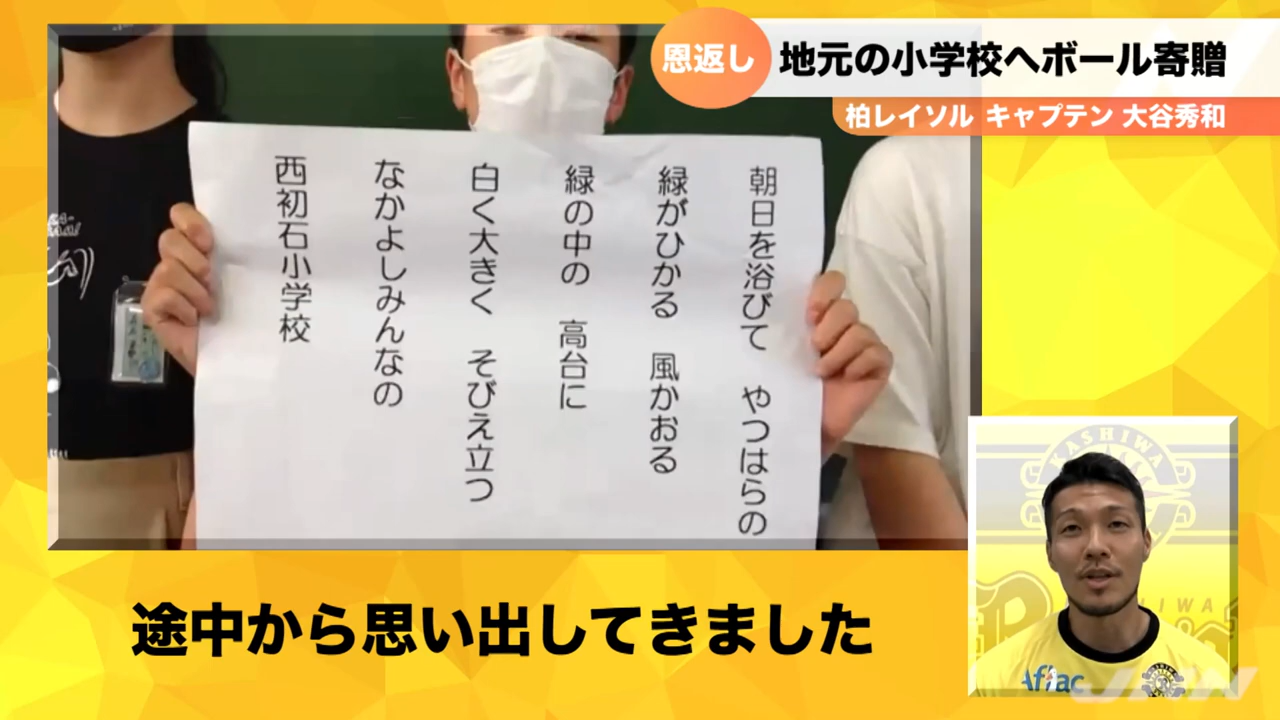 恩返し
地元の小学校へボール寄贈
柏レイソル キャプテン 大谷秀和
朝日を浴びて　やつはらの
緑がひかる　風かおる
緑の中の　高台に
白く大きく　そびえ立つ
なかよしみんなの
西初石小学校
KASHIWA
Aflac
途中から思い出してきました